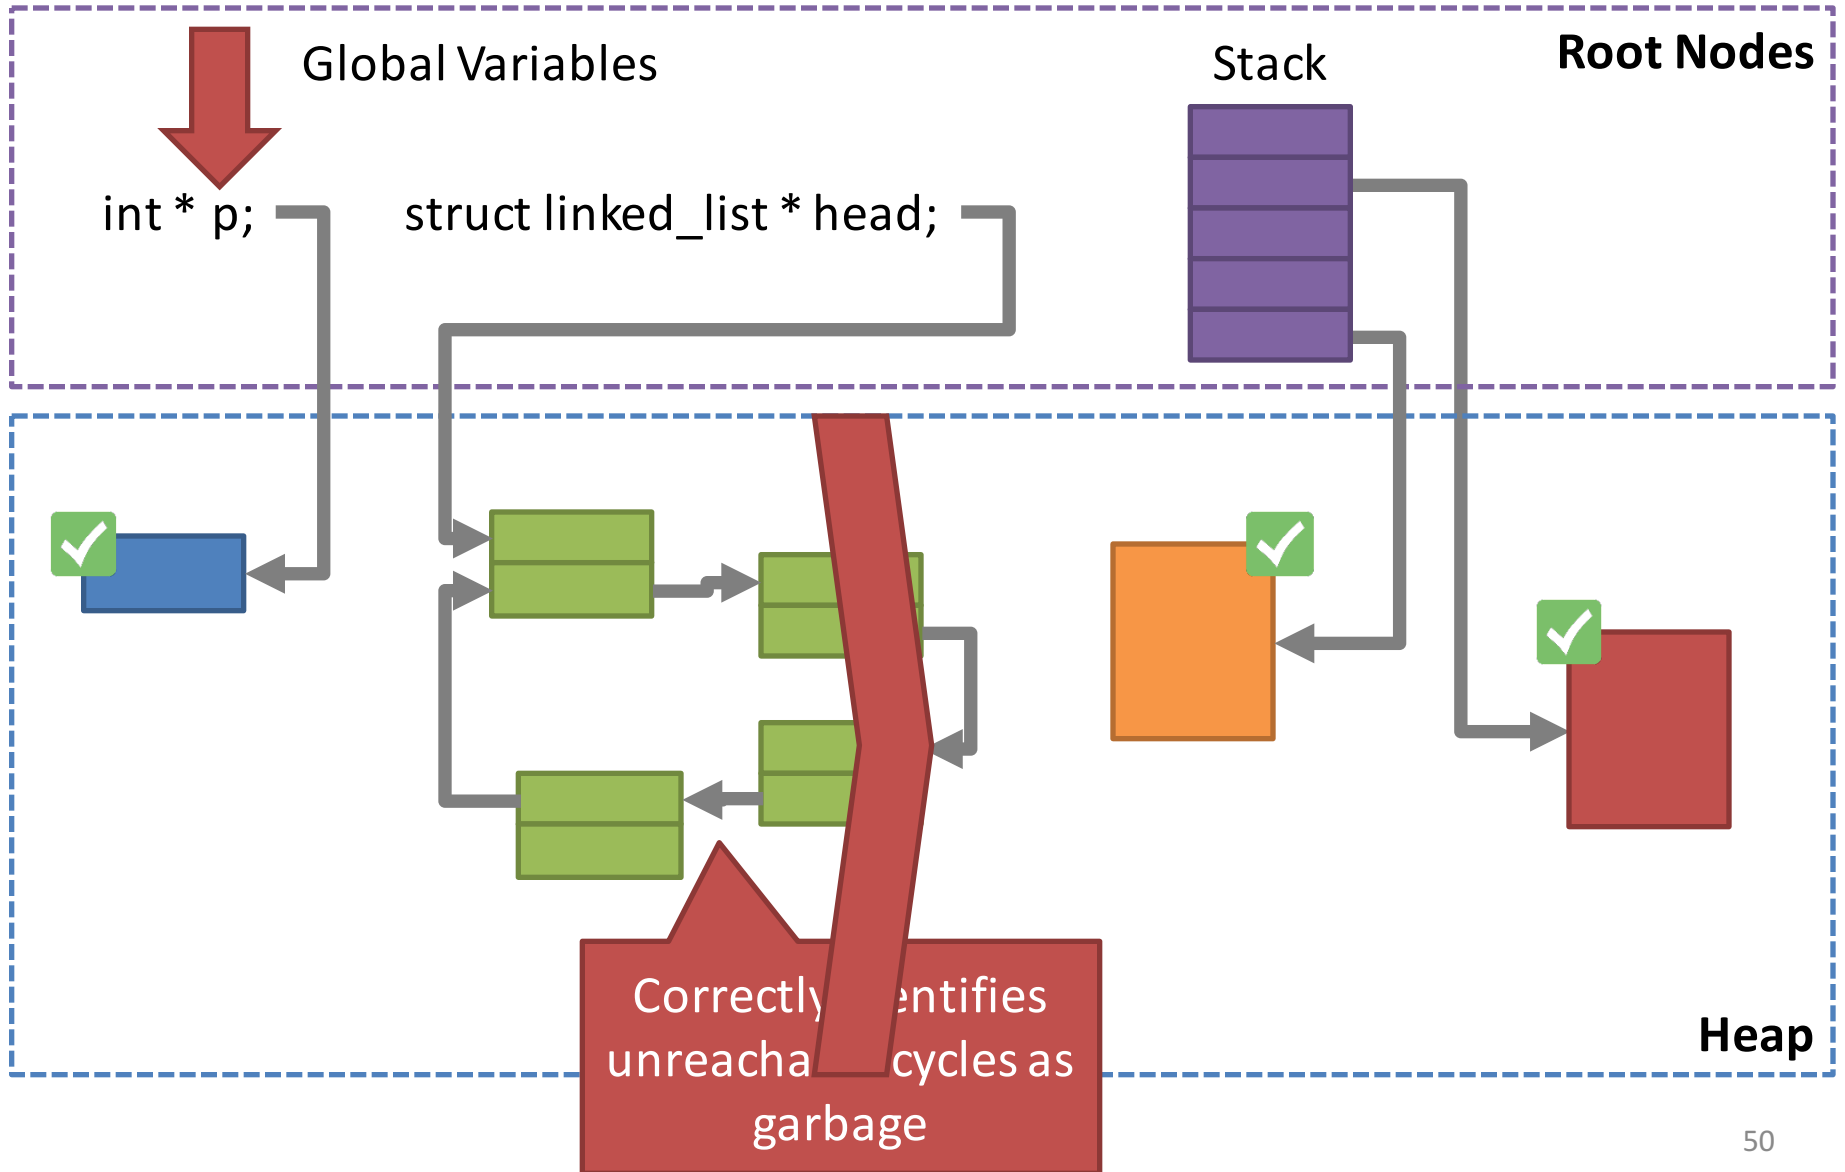 Global Variables
Stack
Root Nodes
int * p;
struct linked_list * head;
Correctly entifies
unreacha cycles as
garbage
Heap
50